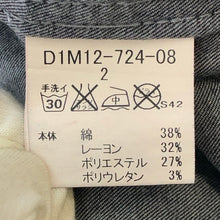 D1M12-724-08
2
手洗イ
30
中
S42
本体 綿 38%
レーヨン 32%
ポリエステル 27%
ポリウレタン 3%